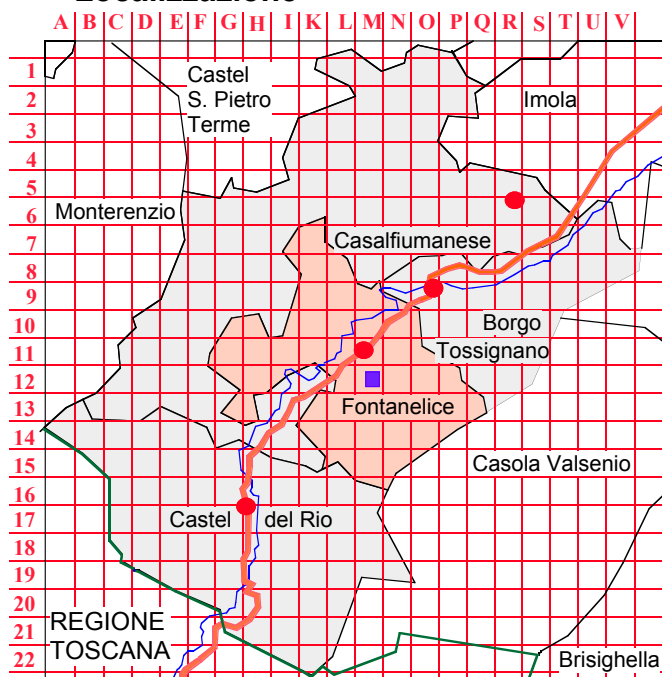 Localizzazione
A B C D E F G H I K L M N O P Q R S T U V
1
2
3
4
5
6
7
8
9
10
11
12
13
14
15
16
17
18
19
20
21
22
Castel
S. Pietro
Terme
Imola
Monterenzio
Casalfiumanese
Borgo
Tossignano
Fontanelice
Casola Valsenio
Castel del Rio
REGIONE
TOSCANA
Brisighella